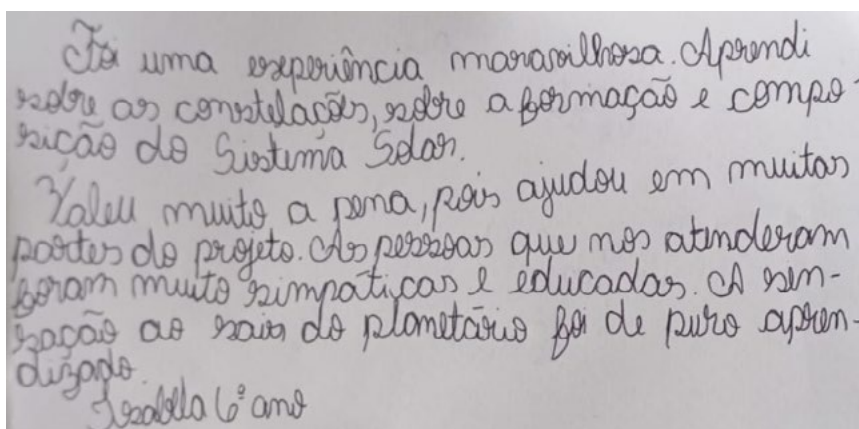 Foi uma experiência maravilhosa. Aprendi
sobre as constelações, sobre a formação e compo-
sição do Sistema Solar.
Valeu muito a pena, pois ajudou em muitas
partes do projeto. As pessoas que nos atenderam
foram muito simpáticas e educadas. A sen-
sação ao sair do planetário foi de puro apren-
dizado.
Isabella 6º ano